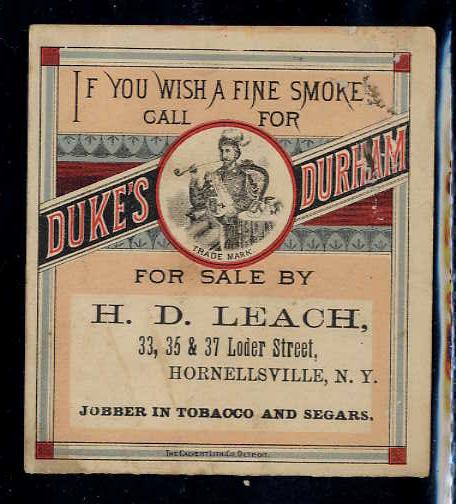 IF YOU WISH A FINE SMOKE
CALL FOR
DUKE'S DURHAM
TRADE MARK
FOR SALE BY
H. D. LEACH,
33, 35 & 37 Loder Street,
HORNELLSVILLE, N. Y.
JOBBER IN TOBACCO AND SEGARS.
THE CALVERT LITH. CO. DETROIT.